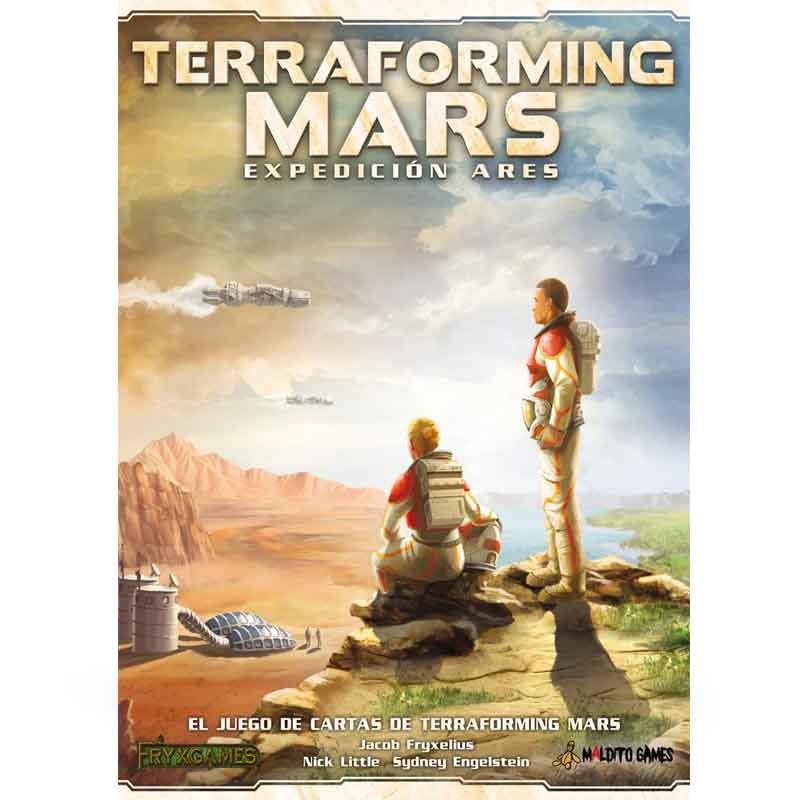 TERRAFORMING
MARS
EXPEDICIÓN ARES
EL JUEGO DE CARTAS DE TERRAFORMING MARS
Jacob Fryxelius
Nick Little Sydney Engelstein
FRYXGAMES
MALDITO GAMES